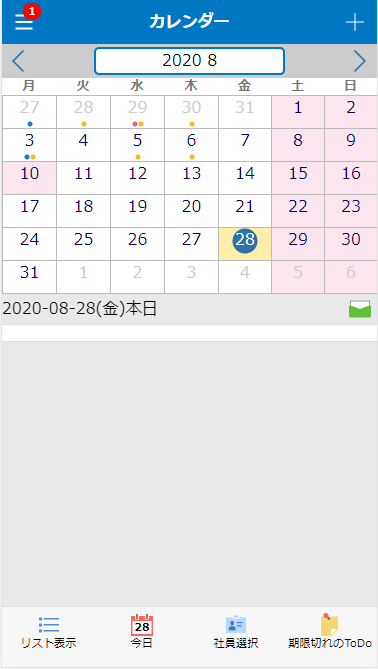 1
カレンダー
2020 8
月 火 水 木 金 土 日
27 28 29 30 31 1 2
3 4 5 6 7 8 9
10 11 12 13 14 15 16
17 18 19 20 21 22 23
24 25 26 27 28 29 30
31 1 2 3 4 5 6
2020-08-28(金)本日
28
リスト表示 今日 社員選択 期限切れのToDo